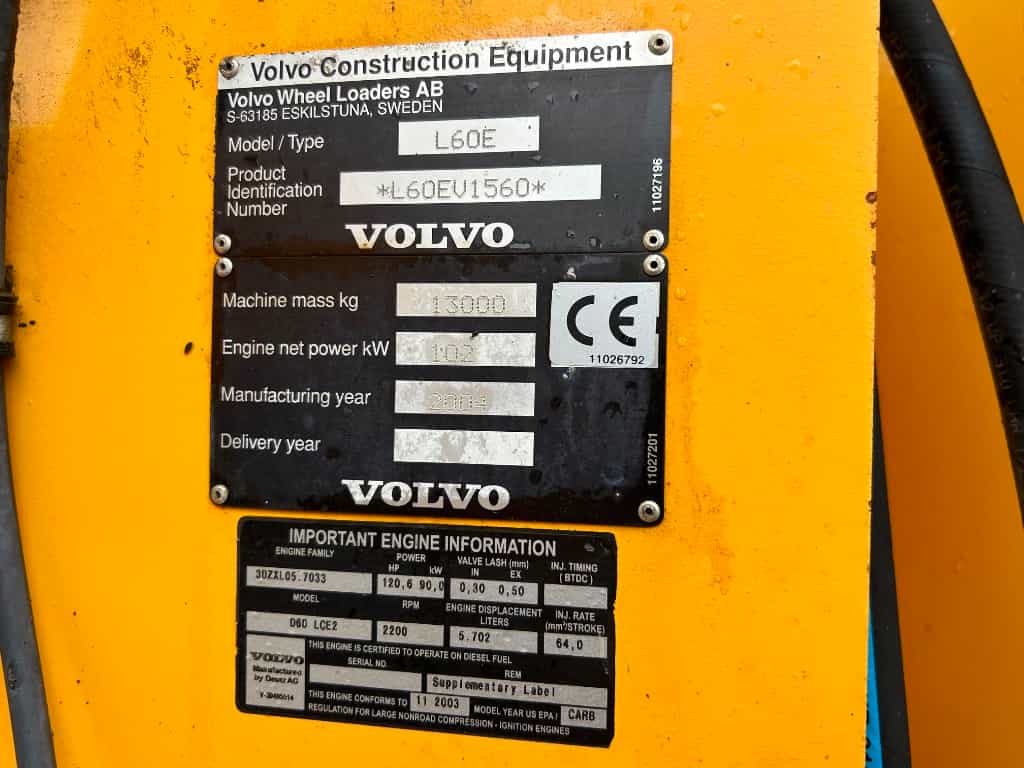 Volvo Construction Equipment
Volvo Wheel Loaders AB
S-63185 ESKILSTUNA, SWEDEN
Model / Type L60E
Product
Identification
Number *L60EV1560*
11027196
VOLVO
Machine mass kg 13000
CE
11026792
Engine net power kW 102
Manufacturing year 2004
Delivery year
11027201
VOLVO
IMPORTANT ENGINE INFORMATION
ENGINE FAMILY POWER VALVE LASH (mm) INJ. TIMING
HP kW IN EX (BTDC)
3DZXL05.7033 120,6 90,0 0,30 0,50
MODEL RPM ENGINE DISPLACEMENT INJ. RATE
LITERS (mm³/STROKE)
D6D LCE2 2200 5.702 64,0
THIS ENGINE IS CERTIFIED TO OPERATE ON DIESEL FUEL
VOLVO
Manufactured
by Deutz AG
SERIAL NO. REM
Supplementary Label
THIS ENGINE CONFORMS TO 11 2003 MODEL YEAR US EPA / CARB
REGULATION FOR LARGE NONROAD COMPRESSION - IGNITION ENGINES